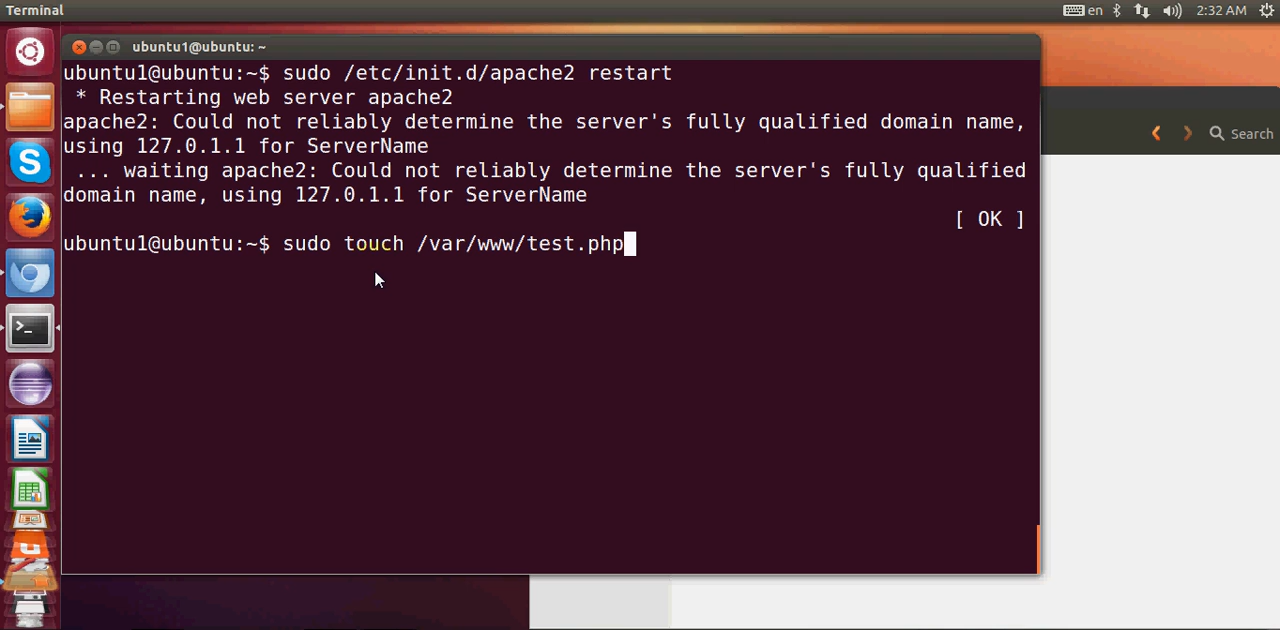 Terminal
en
2:32 AM
ubuntu1@ubuntu: ~
ubuntu1@ubuntu:~$ sudo /etc/init.d/apache2 restart
* Restarting web server apache2
apache2: Could not reliably determine the server's fully qualified domain name,
using 127.0.1.1 for ServerName
... waiting apache2: Could not reliably determine the server's fully qualified
domain name, using 127.0.1.1 for ServerName
[ OK ]
ubuntu1@ubuntu:~$ sudo touch /var/www/test.php
Search